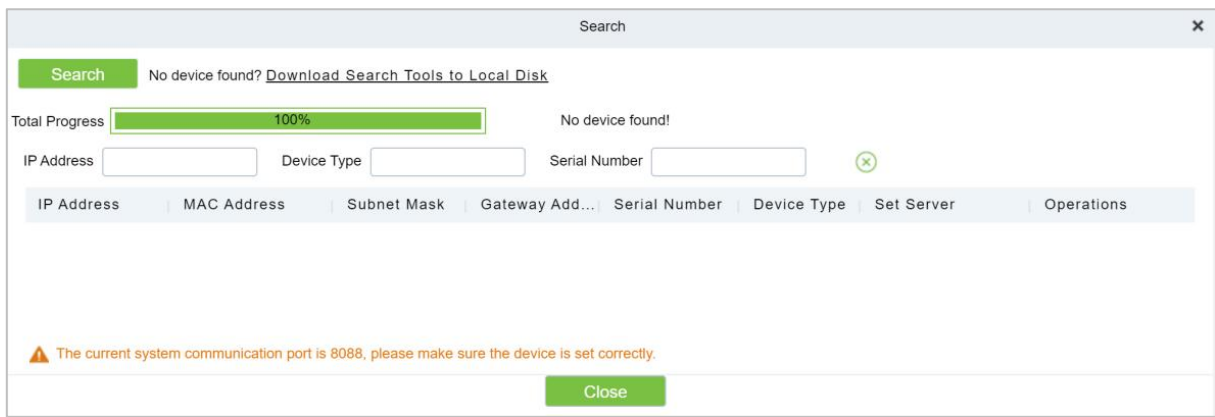 Search
Search No device found? Download Search Tools to Local Disk
Total Progress 100% No device found!
IP Address Device Type Serial Number
IP Address MAC Address Subnet Mask Gateway Add... Serial Number Device Type Set Server Operations
The current system communication port is 8088, please make sure the device is set correctly.
Close